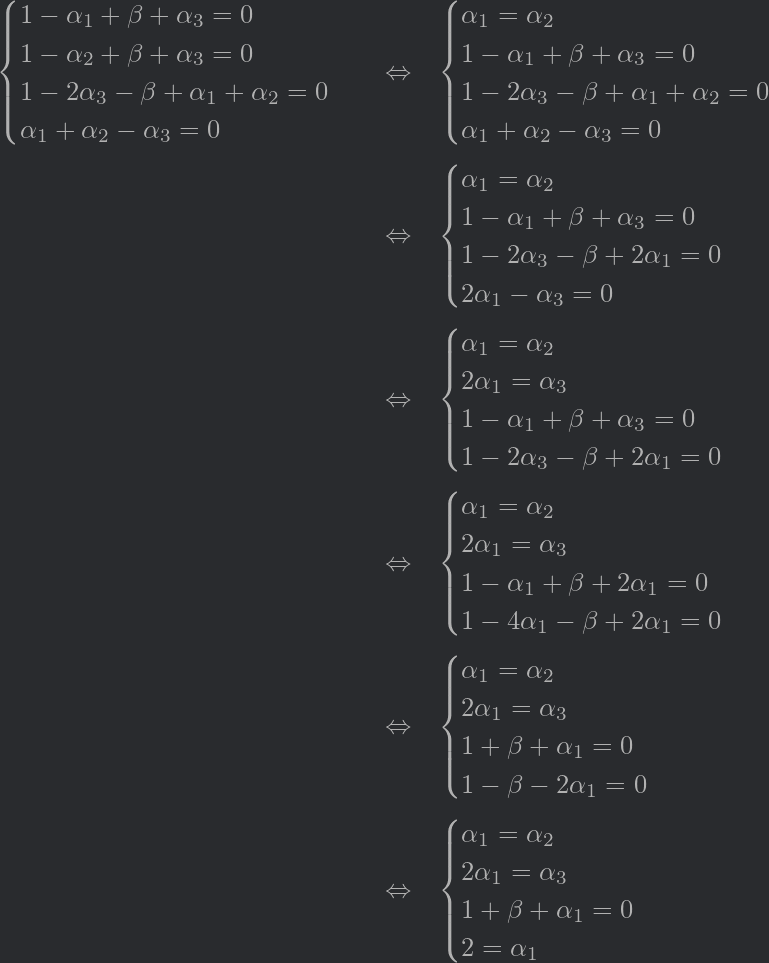 1 − α₁ + β + α₃ = 0
1 − α₂ + β + α₃ = 0
1 − 2α₃ − β + α₁ + α₂ = 0
α₁ + α₂ − α₃ = 0
⇔
α₁ = α₂
1 − α₁ + β + α₃ = 0
1 − 2α₃ − β + α₁ + α₂ = 0
α₁ + α₂ − α₃ = 0
⇔
α₁ = α₂
1 − α₁ + β + α₃ = 0
1 − 2α₃ − β + 2α₁ = 0
2α₁ − α₃ = 0
⇔
α₁ = α₂
2α₁ = α₃
1 − α₁ + β + α₃ = 0
1 − 2α₃ − β + 2α₁ = 0
⇔
α₁ = α₂
2α₁ = α₃
1 − α₁ + β + 2α₁ = 0
1 − 4α₁ − β + 2α₁ = 0
⇔
α₁ = α₂
2α₁ = α₃
1 + β + α₁ = 0
1 − β − 2α₁ = 0
⇔
α₁ = α₂
2α₁ = α₃
1 + β + α₁ = 0
2 = α₁